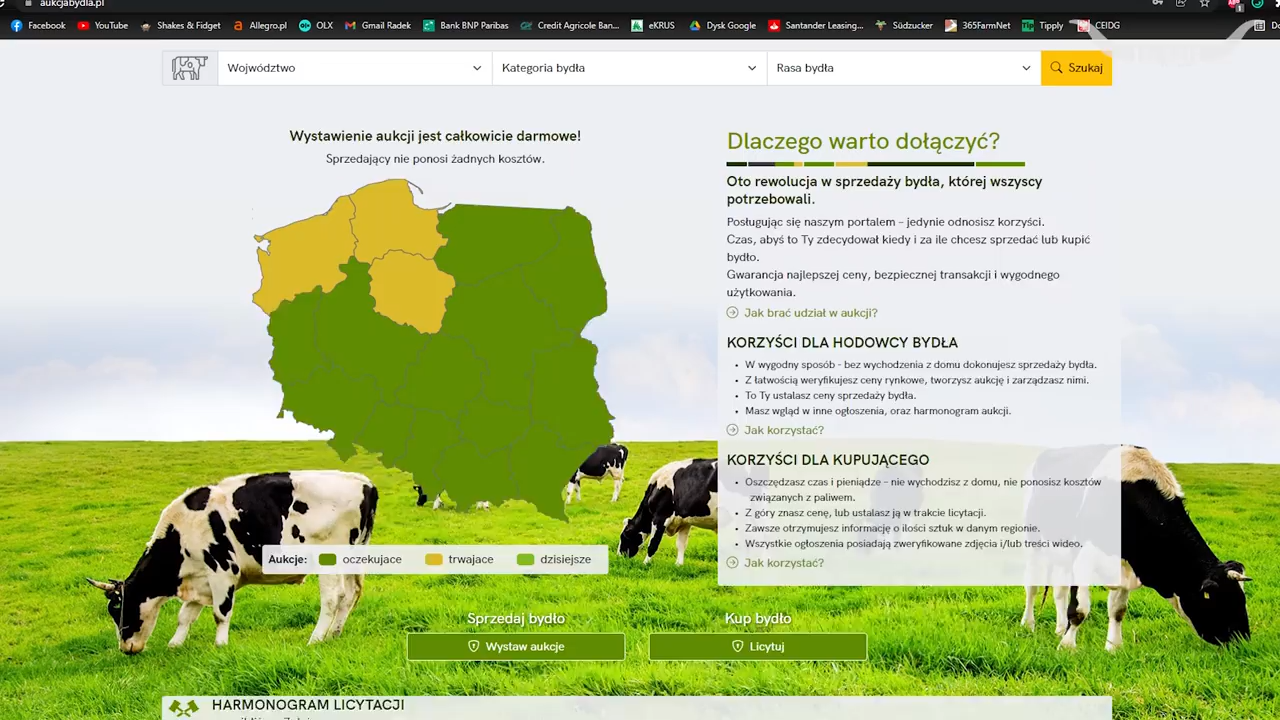 aukcjabydla.pl
Facebook YouTube Shakes & Fidget Allegro.pl OLX Gmail Radek Bank BNP Paribas Credit Agricole Ban... eKRUS Dysk Google Santander Leasing... Südzucker 365FarmNet Tipply CEIDG
Województwo Kategoria bydła Rasa bydła Szukaj
Wystawienie aukcji jest całkowicie darmowe!
Sprzedający nie ponosi żadnych kosztów.
Aukcje: oczekujace trwajace dzisiejsze
Dlaczego warto dołączyć?
Oto rewolucja w sprzedaży bydła, której wszyscy
potrzebowali.
Posługując się naszym portalem – jedynie odnosisz korzyści.
Czas, abyś to Ty zdecydował kiedy i za ile chcesz sprzedać lub kupić
bydło.
Gwarancja najlepszej ceny, bezpiecznej transakcji i wygodnego
użytkowania.
Jak brać udział w aukcji?
KORZYŚCI DLA HODOWCY BYDŁA
• W wygodny sposób - bez wychodzenia z domu dokonujesz sprzedaży bydła.
• Z łatwością weryfikujesz ceny rynkowe, tworzysz aukcję i zarządzasz nimi.
• To Ty ustalasz ceny sprzedaży bydła.
• Masz wgląd w inne ogłoszenia, oraz harmonogram aukcji.
Jak korzystać?
KORZYŚCI DLA KUPUJĄCEGO
• Oszczędzasz czas i pieniądze – nie wychodzisz z domu, nie ponosisz kosztów
związanych z paliwem.
• Z góry znasz cenę, lub ustalasz ją w trakcie licytacji.
• Zawsze otrzymujesz informację o ilości sztuk w danym regionie.
• Wszystkie ogłoszenia posiadają zweryfikowane zdjęcia i/lub treści wideo.
Jak korzystać?
Sprzedaj bydło Kup bydło
Wystaw aukcje Licytuj
HARMONOGRAM LICYTACJI